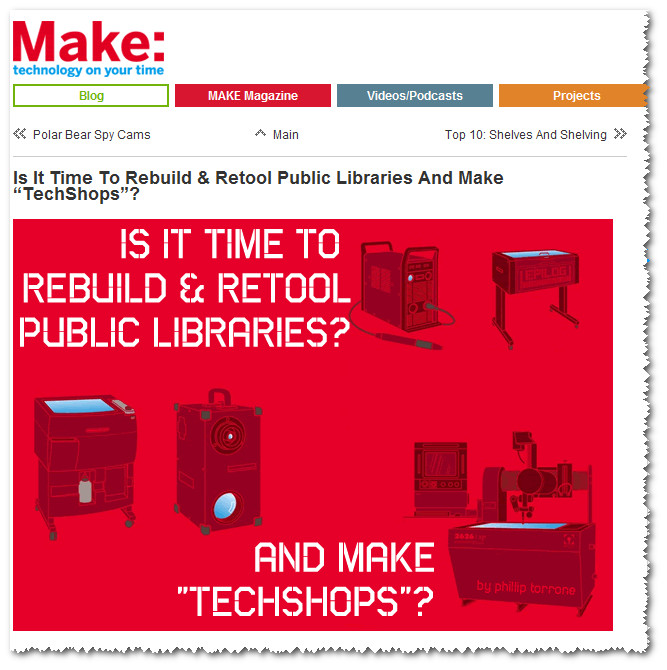 Make:
technology on your time
Blog
MAKE Magazine
Videos/Podcasts
Projects
Polar Bear Spy Cams
Main
Top 10: Shelves And Shelving
Is It Time To Rebuild & Retool Public Libraries And Make
“TechShops”?
IS IT TIME TO
REBUILD & RETOOL
PUBLIC LIBRARIES?
EPILOG
AND MAKE
"TECHSHOPS"?
by phillip torrone